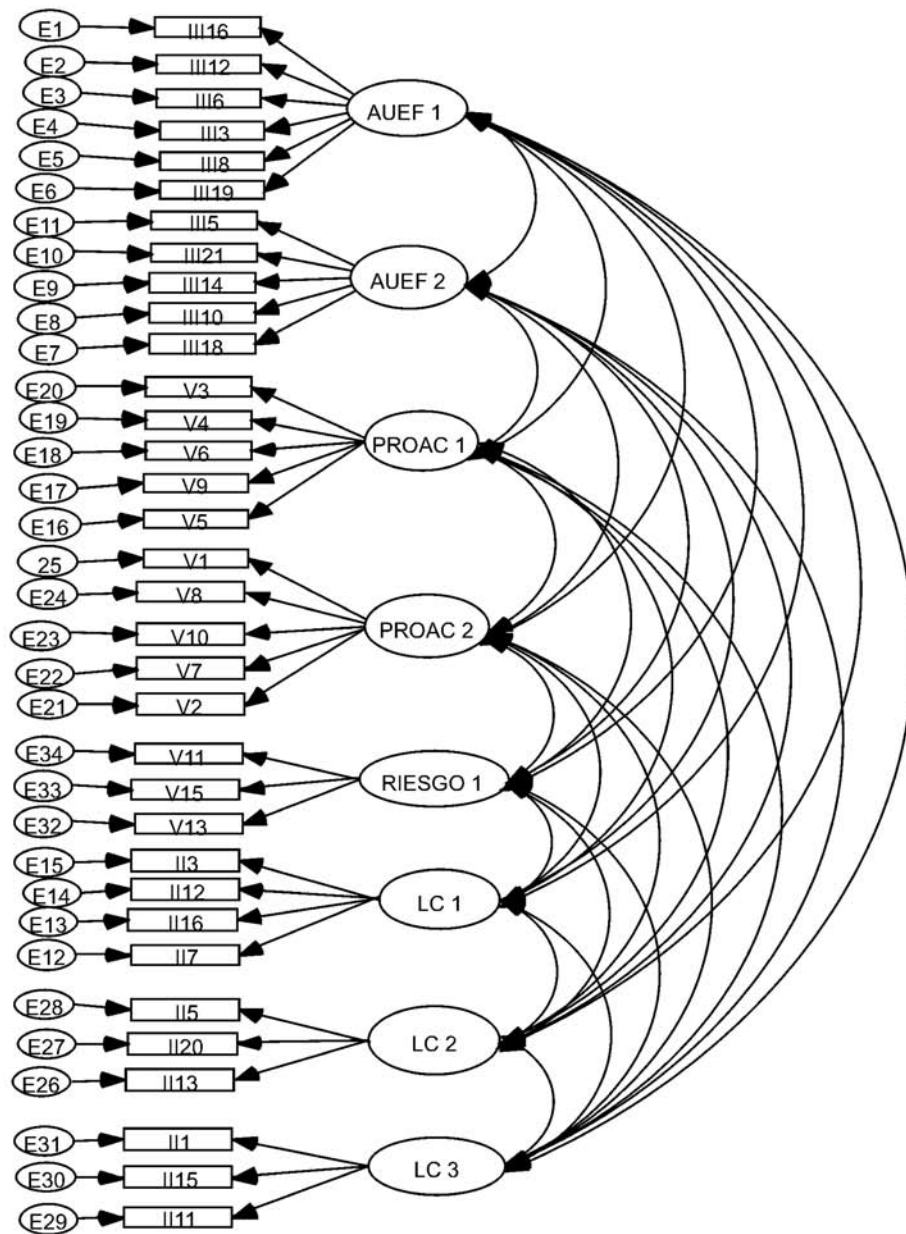 E1 III16
E2 III12
E3 III6
E4 III3
E5 III8
E6 III19
AUEF 1
E11 III5
E10 III21
E9 III14
E8 III10
E7 III18
AUEF 2
E20 V3
E19 V4
E18 V6
E17 V9
E16 V5
PROAC 1
25 V1
E24 V8
E23 V10
E22 V7
E21 V2
PROAC 2
E34 V11
E33 V15
E32 V13
RIESGO 1
E15 II3
E14 II12
E13 II16
E12 II7
LC 1
E28 II5
E27 II20
E26 II13
LC 2
E31 II1
E30 II15
E29 II11
LC 3